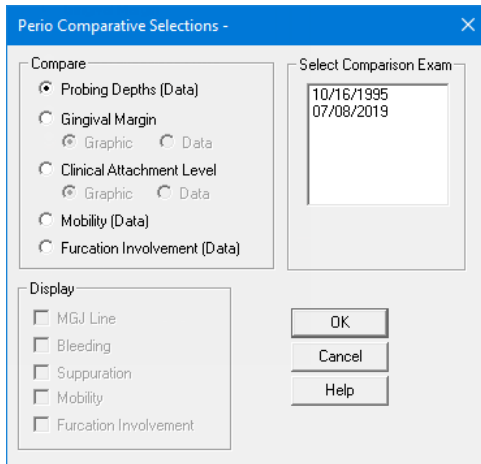 Perio Comparative Selections -
Compare
Probing Depths (Data)
Gingival Margin
Graphic Data
Clinical Attachment Level
Graphic Data
Mobility (Data)
Furcation Involvement (Data)
Select Comparison Exam
10/16/1995
07/08/2019
Display
MGJ Line
Bleeding
Suppuration
Mobility
Furcation Involvement
OK
Cancel
Help